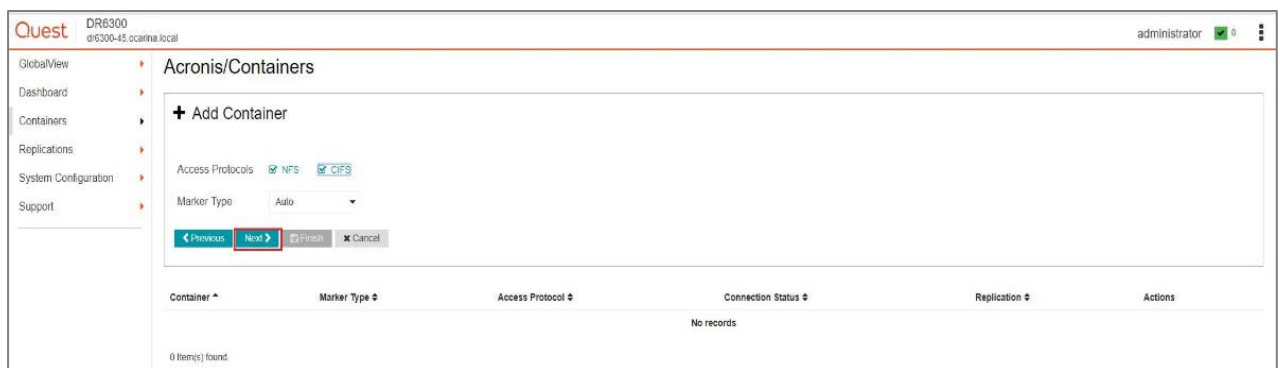 Quest DR6300
dr6300-45.ocarina.local
administrator 0
GlobalView
Dashboard
Containers
Replications
System Configuration
Support
Acronis/Containers
Add Container
Access Protocols NFS CIFS
Marker Type Auto
Previous Next Finish Cancel
Container Marker Type Access Protocol Connection Status Replication Actions
No records
0 Item(s) found.